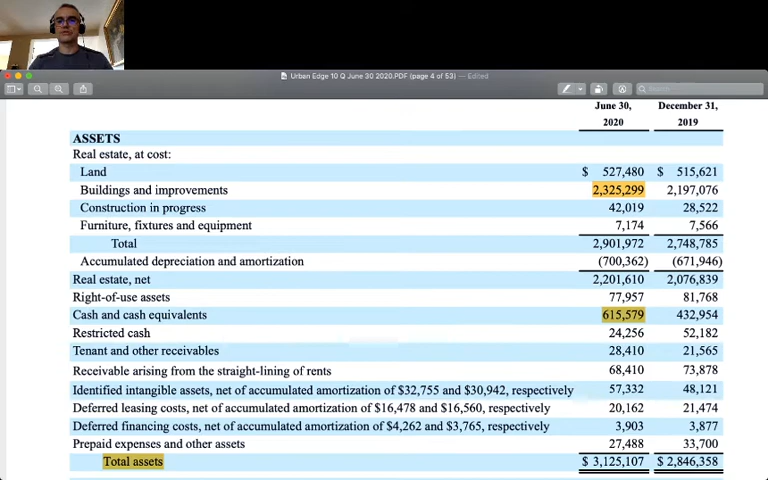 Urban Edge 10 Q June 30 2020.PDF (page 4 of 53) — Edited
Search
June 30, December 31,
2020 2019
ASSETS
Real estate, at cost:
Land $ 527,480 $ 515,621
Buildings and improvements 2,325,299 2,197,076
Construction in progress 42,019 28,522
Furniture, fixtures and equipment 7,174 7,566
Total 2,901,972 2,748,785
Accumulated depreciation and amortization (700,362) (671,946)
Real estate, net 2,201,610 2,076,839
Right-of-use assets 77,957 81,768
Cash and cash equivalents 615,579 432,954
Restricted cash 24,256 52,182
Tenant and other receivables 28,410 21,565
Receivable arising from the straight-lining of rents 68,410 73,878
Identified intangible assets, net of accumulated amortization of $32,755 and $30,942, respectively 57,332 48,121
Deferred leasing costs, net of accumulated amortization of $16,478 and $16,560, respectively 20,162 21,474
Deferred financing costs, net of accumulated amortization of $4,262 and $3,765, respectively 3,903 3,877
Prepaid expenses and other assets 27,488 33,700
Total assets $ 3,125,107 $ 2,846,358